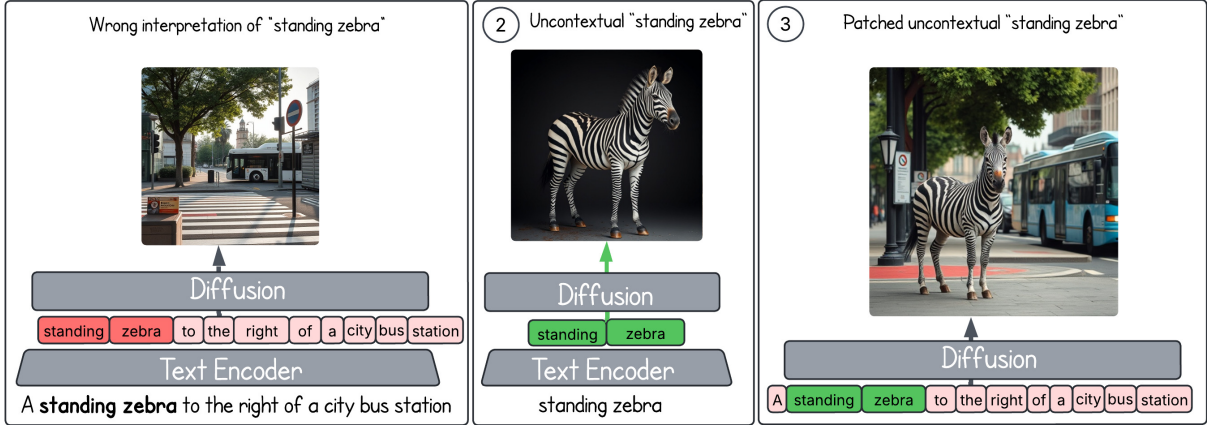 Wrong interpretation of "standing zebra"
Diffusion
standing zebra to the right of a city bus station
Text Encoder
A standing zebra to the right of a city bus station
2 Uncontextual "standing zebra"
Diffusion
standing zebra
Text Encoder
standing zebra
3 Patched uncontextual "standing zebra"
Diffusion
A standing zebra to the right of a city bus station